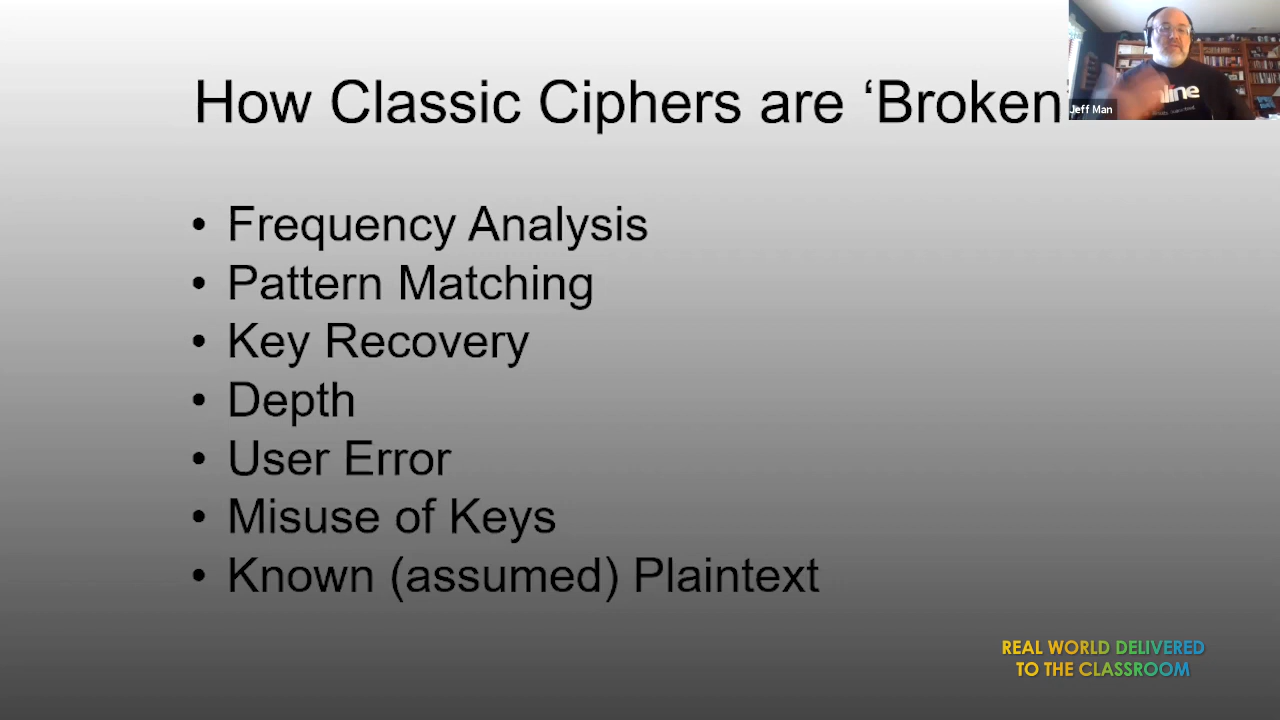 How Classic Ciphers are ‘Broken
Jeff Man
• Frequency Analysis
• Pattern Matching
• Key Recovery
• Depth
• User Error
• Misuse of Keys
• Known (assumed) Plaintext
REAL WORLD DELIVERED
TO THE CLASSROOM